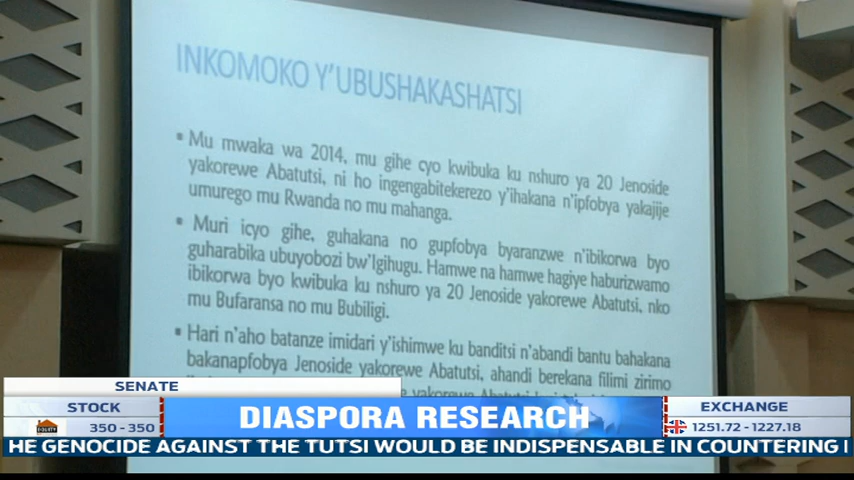 INKOMOKO Y'UBUSHAKASHATSI
▪ Mu mwaka wa 2014, mu gihe cyo kwibuka ku nshuro ya 20 Jenoside
yakorewe Abatutsi, ni ho ingengabitekerezo y'ihakana n'ipfobya yakajije
umurego mu Rwanda no mu mahanga.
▪ Muri icyo gihe, guhakana no gupfobya byaranzwe n'ibikorwa byo
guharabika ubuyobozi bw'Igihugu. Hamwe na hamwe hagiye haburizwamo
ibikorwa byo kwibuka ku nshuro ya 20 Jenoside yakorewe Abatutsi, nko
mu Bufaransa no mu Bubiligi.
▪ Hari n'aho batanze imidari y'ishimwe ku banditsi n'abandi bantu bahakana
bakanapfobya Jenoside yakorewe Abatutsi, ahandi berekana filimi zirimo
yakorewe
SENATE
STOCK
EQUITY 350 - 350
DIASPORA RESEARCH
EXCHANGE
1251.72 - 1227.18
HE GENOCIDE AGAINST THE TUTSI WOULD BE INDISPENSABLE IN COUNTERING